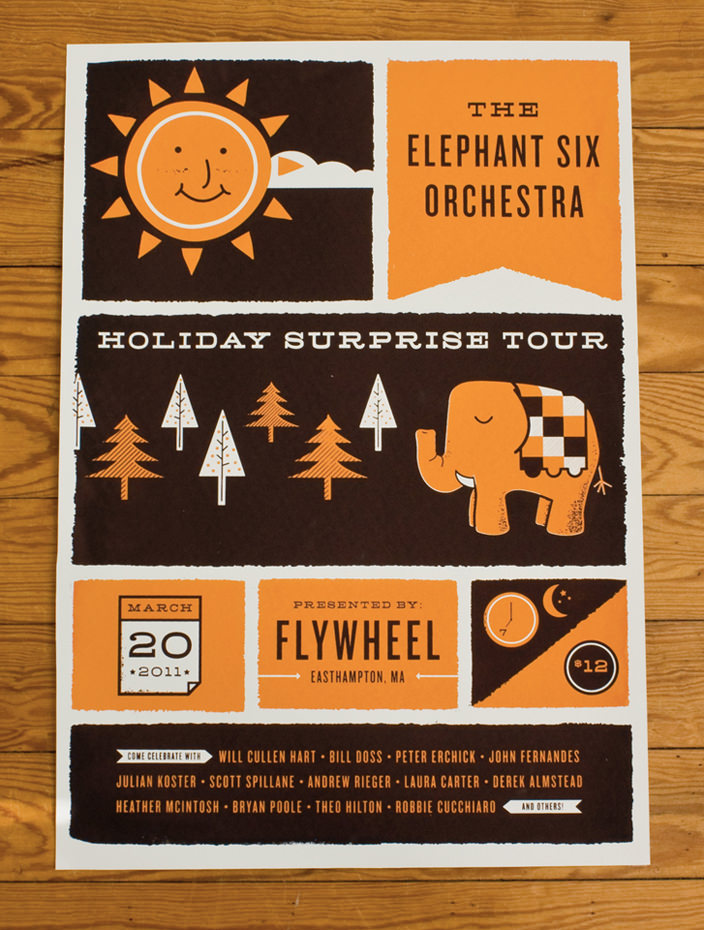 THE
ELEPHANT SIX
ORCHESTRA
HOLIDAY SURPRISE TOUR
MARCH
20
★2011★
PRESENTED BY:
FLYWHEEL
EASTHAMPTON, MA
7
$12
COME CELEBRATE WITH WILL CULLEN HART • BILL DOSS • PETER ERCHICK • JOHN FERNANDES
JULIAN KOSTER • SCOTT SPILLANE • ANDREW RIEGER • LAURA CARTER • DEREK ALMSTEAD
HEATHER MCINTOSH • BRYAN POOLE • THEO HILTON • ROBBIE CUCCHIARO AND OTHERS!